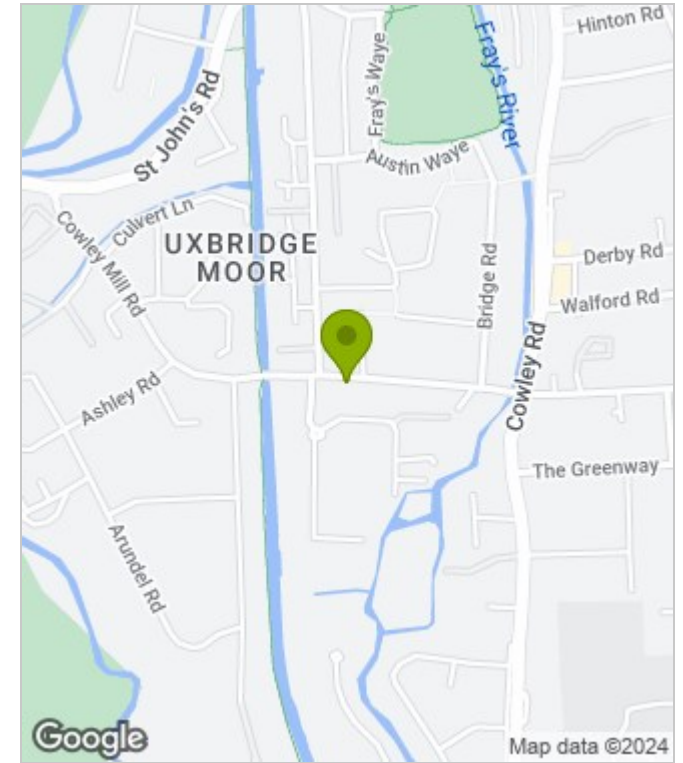 Hinton Rd
Fray's River
Fray's Waye
St John's Rd
Austin Waye
Culvert Ln
Cowley Mill Rd
UXBRIDGE
MOOR
Bridge Rd
Derby Rd
Walford Rd
Cowley Rd
Ashley Rd
The Greenway
Arundel Rd
Google
Map data ©2024